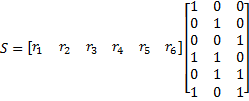 S = [r₁ r₂ r₃ r₄ r₅ r₆] [1 0 0
0 1 0
0 0 1
1 1 0
0 1 1
1 0 1]